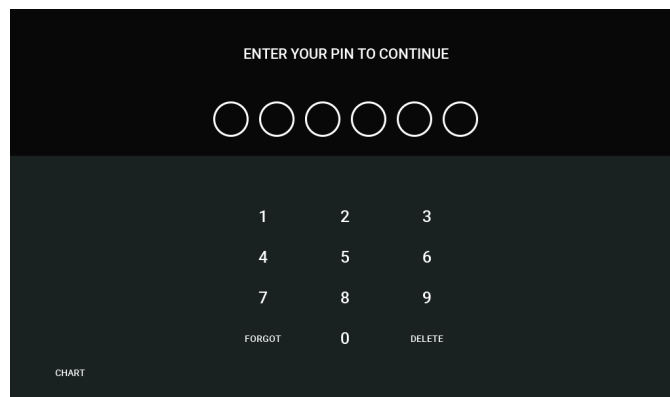 ENTER YOUR PIN TO CONTINUE
1 2 3
4 5 6
7 8 9
FORGOT 0 DELETE
CHART